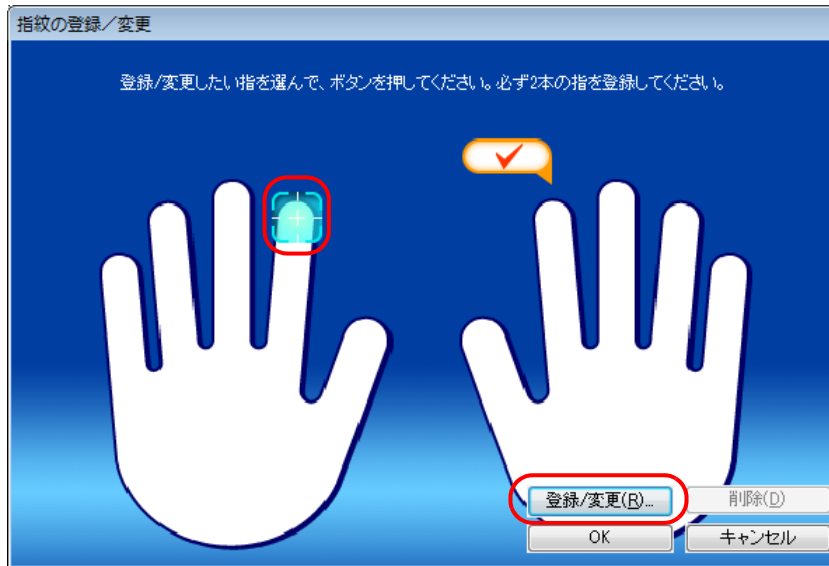 指紋の登録／変更
登録/変更したい指を選んで、ボタンを押してください。必ず2本の指を登録してください。
登録/変更(R)...
削除(D)
OK
キャンセル